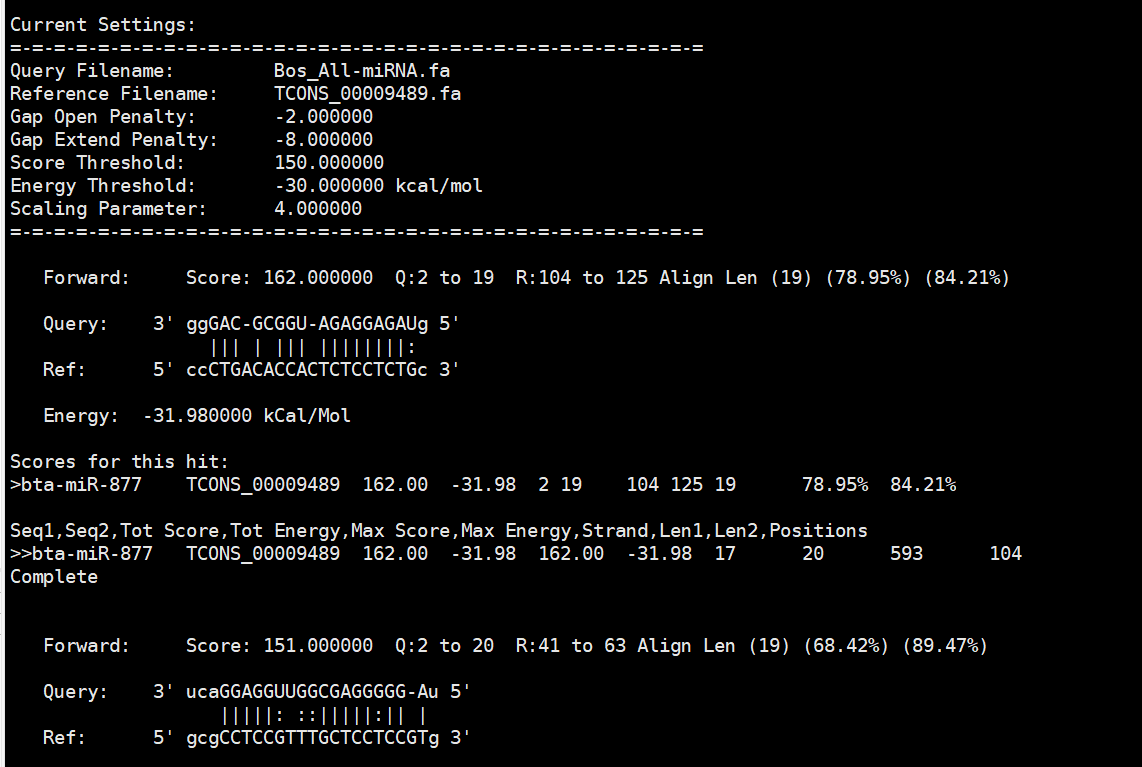 Current Settings:
=-=-=-=-=-=-=-=-=-=-=-=-=-=-=-=-=-=-=-=-=-=-=-=-=-=-=-=-=-=-=-=
Query Filename:         Bos_All-miRNA.fa
Reference Filename:     TCONS_00009489.fa
Gap Open Penalty:       -2.000000
Gap Extend Penalty:     -8.000000
Score Threshold:        150.000000
Energy Threshold:       -30.000000 kcal/mol
Scaling Parameter:      4.000000
=-=-=-=-=-=-=-=-=-=-=-=-=-=-=-=-=-=-=-=-=-=-=-=-=-=-=-=-=-=-=-=
   Forward:     Score: 162.000000  Q:2 to 19  R:104 to 125 Align Len (19) (78.95%) (84.21%)
   Query:    3' ggGAC-GCGGU-AGAGGAGAUg 5'
                  ||| | ||| ||||||||:
   Ref:      5' ccCTGACACCACTCTCCTCTGc 3'
   Energy:  -31.980000 kCal/Mol
Scores for this hit:
>bta-miR-877    TCONS_00009489  162.00  -31.98  2 19    104 125 19      78.95%  84.21%
Seq1,Seq2,Tot Score,Tot Energy,Max Score,Max Energy,Strand,Len1,Len2,Positions
>>bta-miR-877   TCONS_00009489  162.00  -31.98  162.00  -31.98  17      20      593      104
Complete
   Forward:     Score: 151.000000  Q:2 to 20  R:41 to 63 Align Len (19) (68.42%) (89.47%)
   Query:    3' ucaGGAGGUUGGCGAGGGGG-Au 5'
                   |||||: ::|||||:|| |
   Ref:      5' gcgCCTCCGTTTGCTCCTCCGTg 3'